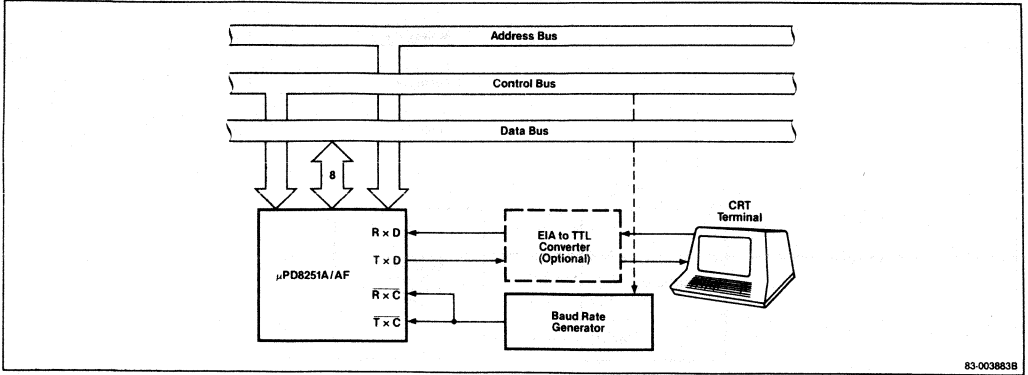 Address Bus
Control Bus
Data Bus
8
CRT
Terminal
R × D
EIA to TTL
Converter
(Optional)
T × D
μPD8251A/AF
R × C
T × C
Baud Rate
Generator
83-003883B